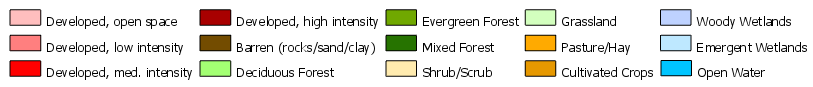 Developed, open space
Developed, high intensity
Evergreen Forest
Grassland
Woody Wetlands
Developed, low intensity
Barren (rocks/sand/clay)
Mixed Forest
Pasture/Hay
Emergent Wetlands
Developed, med. intensity
Deciduous Forest
Shrub/Scrub
Cultivated Crops
Open Water